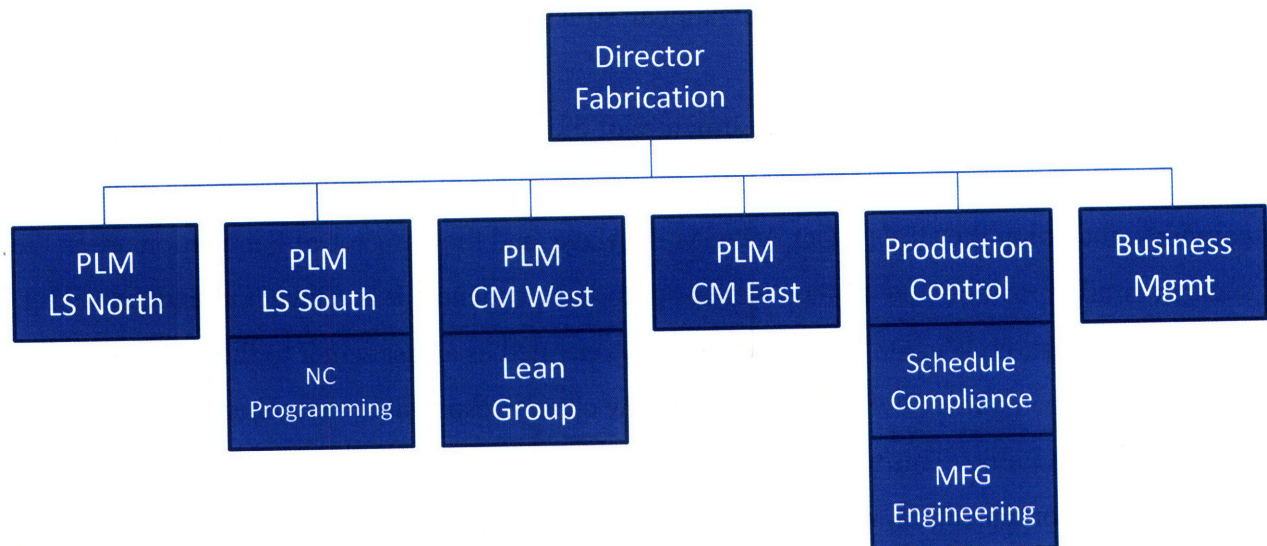 Director
Fabrication
PLM
LS North
PLM
LS South
PLM
CM West
PLM
CM East
Production
Control
Business
Mgmt
NC
Programming
Lean
Group
Schedule
Compliance
MFG
Engineering